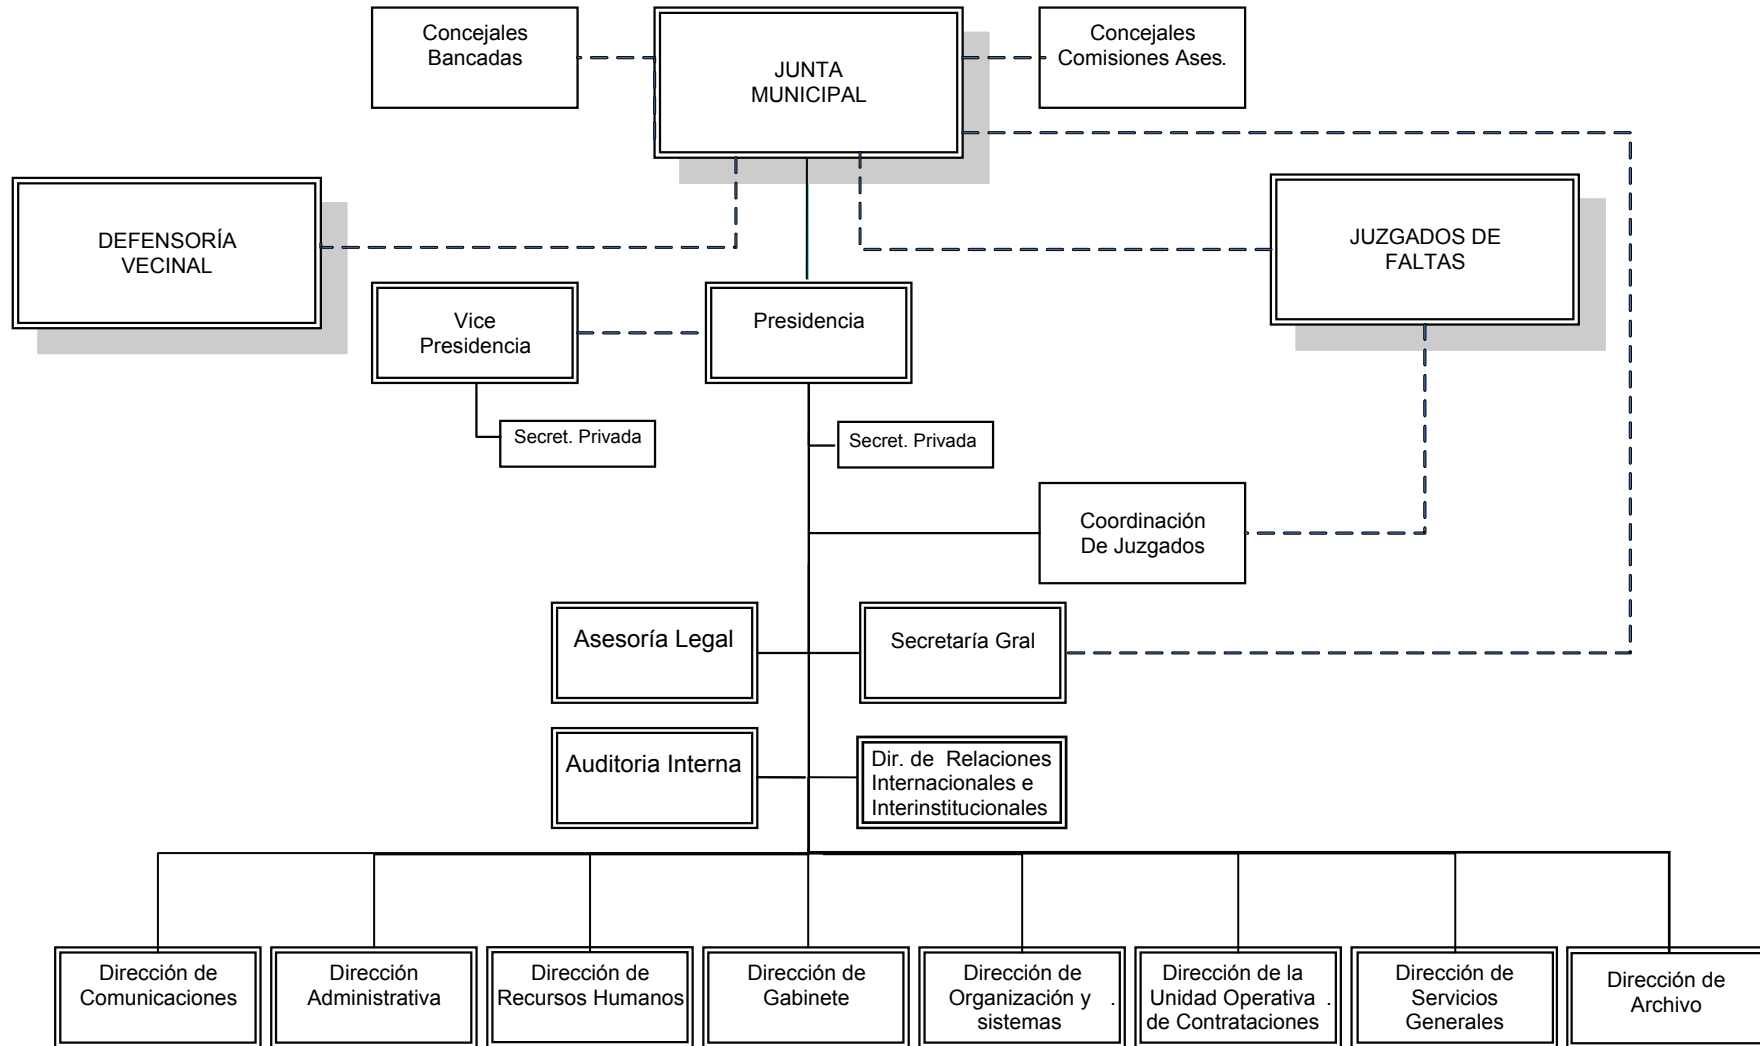 Concejales
Bancadas
JUNTA
MUNICIPAL
Concejales
Comisiones Ases.
DEFENSORÍA
VECINAL
JUZGADOS DE
FALTAS
Vice
Presidencia
Presidencia
Secret. Privada
Secret. Privada
Coordinación
De Juzgados
Asesoría Legal
Secretaría Gral
Auditoria Interna
Dir. de Relaciones
Internacionales e
Interinstitucionales
Dirección de
Comunicaciones
Dirección
Administrativa
Dirección de
Recursos Humanos
Dirección de
Gabinete
Dirección de
Organización y .
sistemas
Dirección de la
Unidad Operativa .
de Contrataciones
Dirección de
Servicios
Generales
Dirección de
Archivo